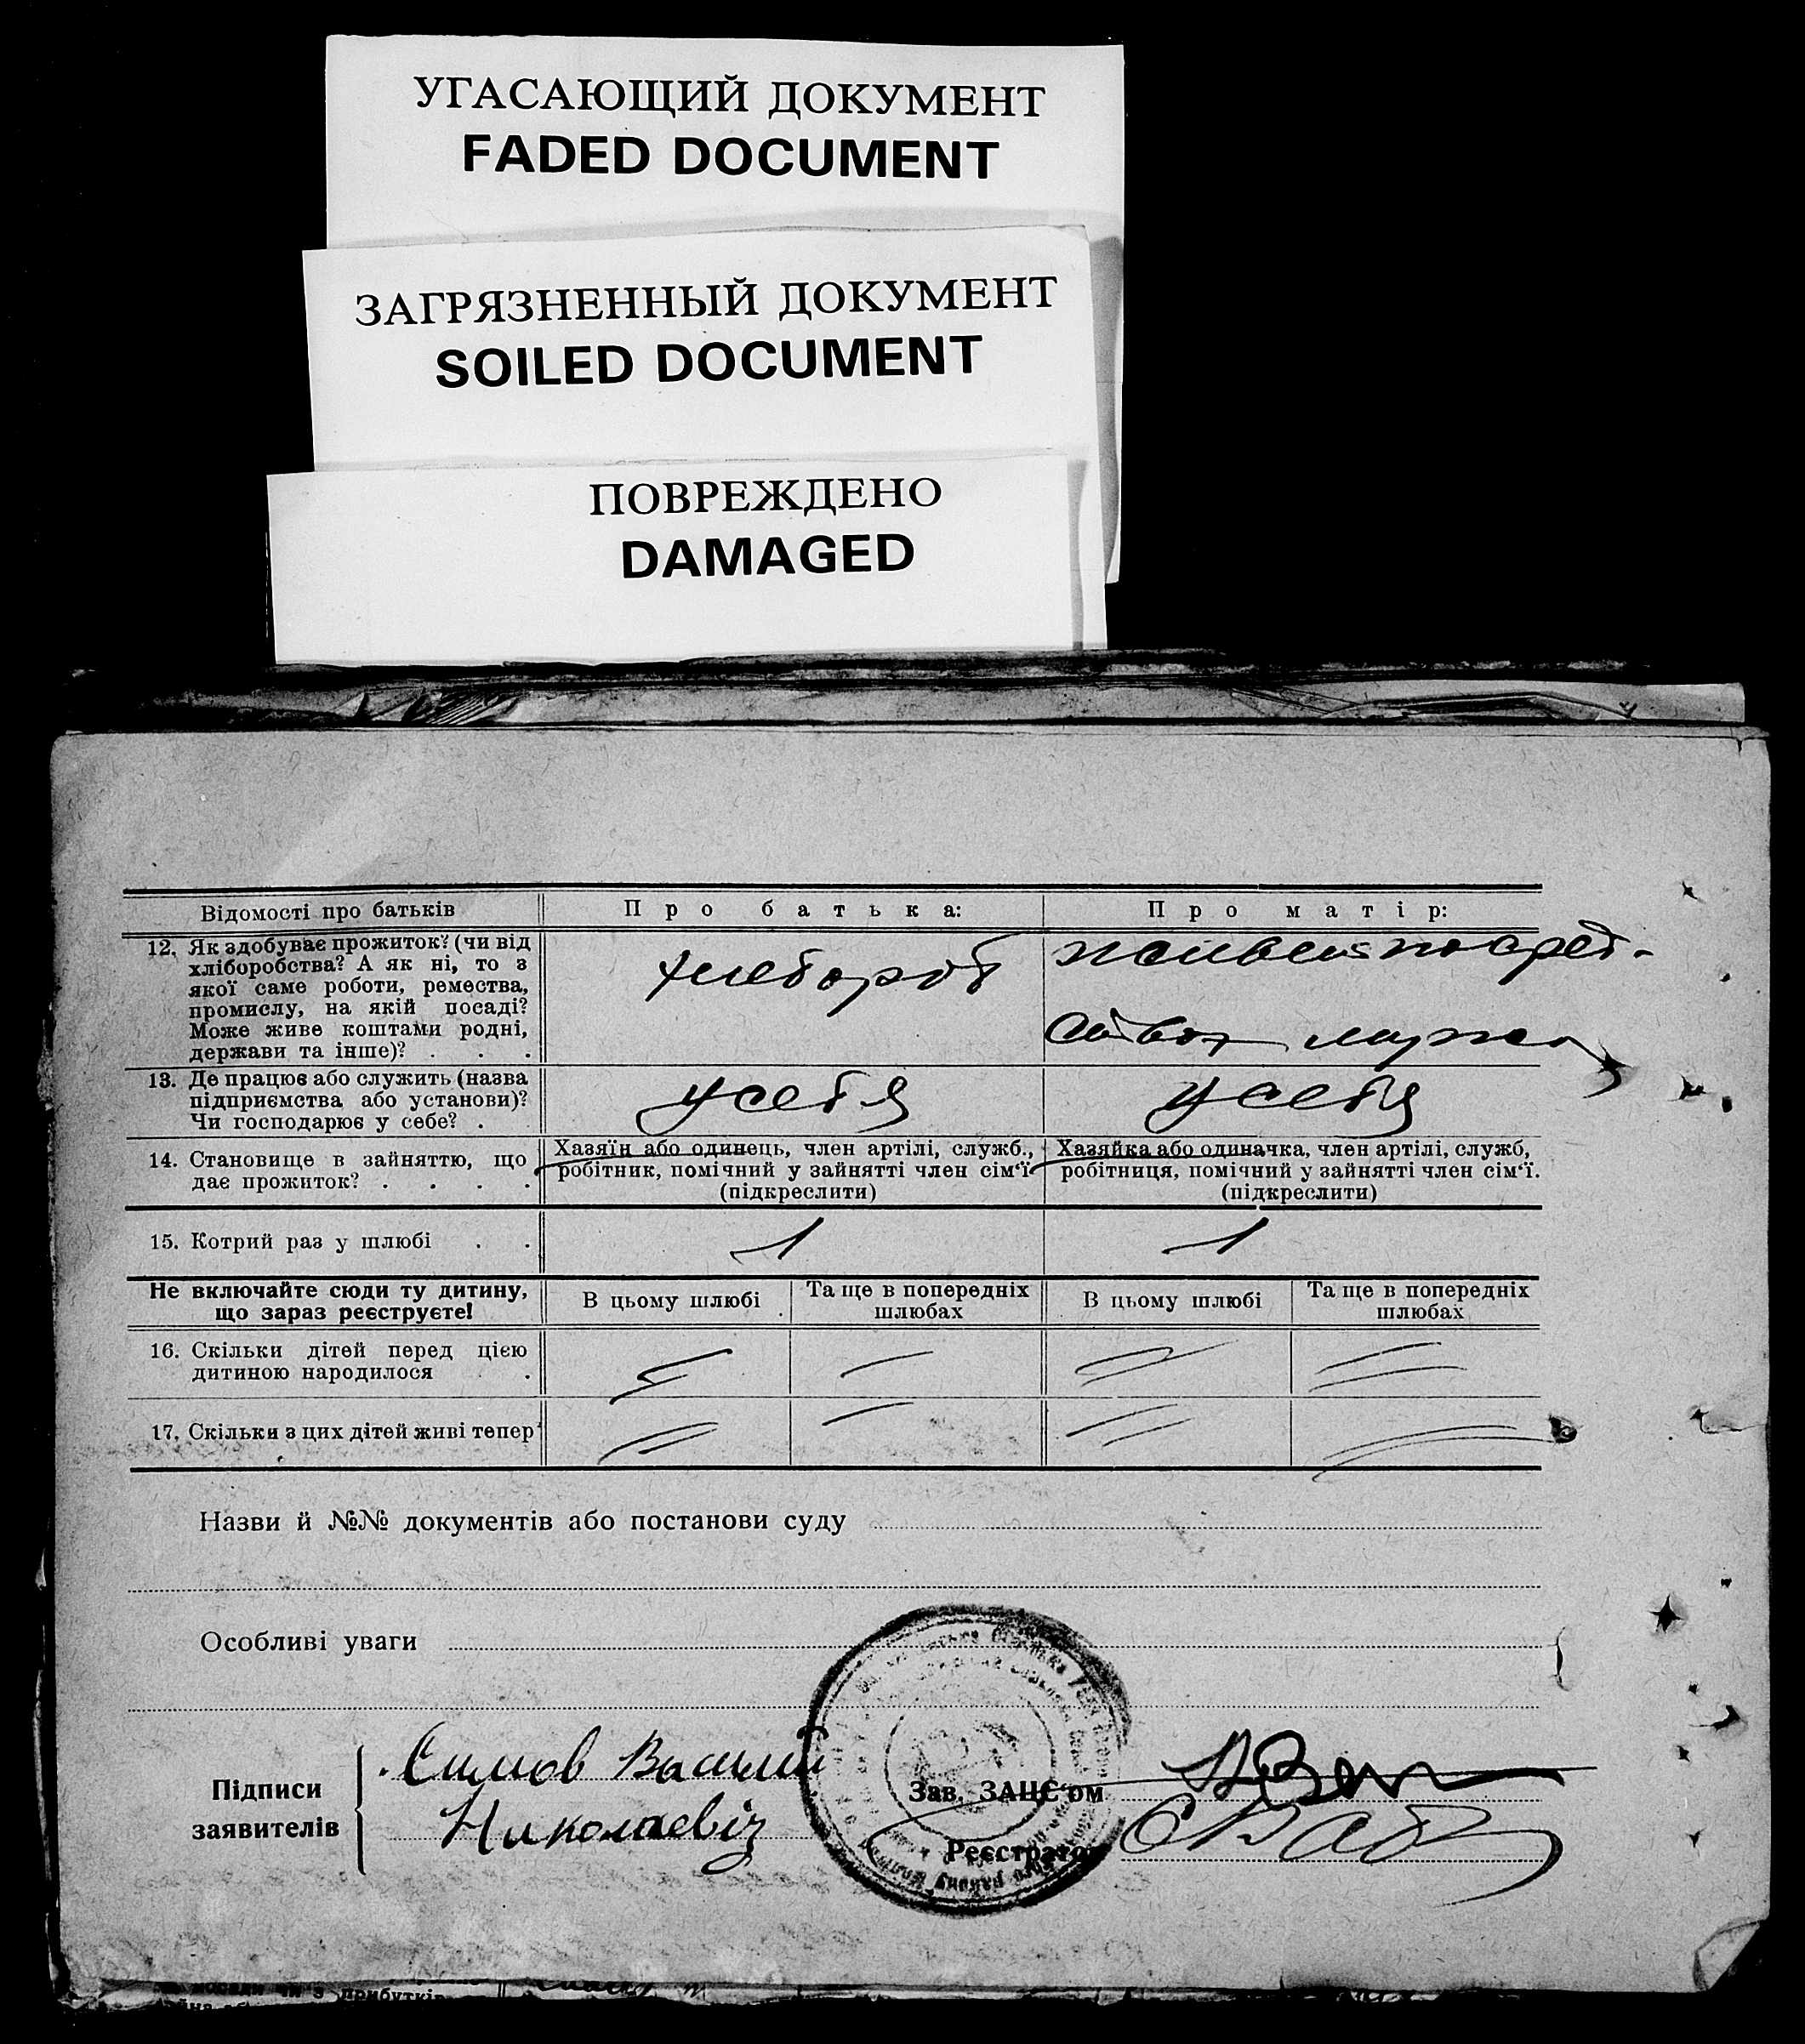 УГАСАЮЩИЙ ДОКУМЕНТ
FADED DOCUMENT
ЗАГРЯЗНЕННЫЙ ДОКУМЕНТ
SOILED DOCUMENT
ПОВРЕЖДЕНО
DAMAGED
Відомості про батьків
Про батька:
Про матір:
12. Як здобуває прожиток? (чи від
хліборобства? А як ні, то з
якої саме роботи, ремества,
промислу, на якій посаді?
Може живе коштами родні,
держави та інше)? . . .
хлебороб
живет на сред-
ства мужа
13. Де працює або служить (назва
підприємства або установи)?
Чи господарює у себе? .
у себя
у себя
14. Становище в зайняттю, що
дає прожиток? . . . .
Хазяїн або одинець, член артілі, служб.,
робітник, помічний у зайнятті член сім'ї
(підкреслити)
Хазяйка або одиначка, член артілі, служб,
робітниця, помічний у зайнятті член сім'ї.
(підкреслити)
15. Котрий раз у шлюбі . .
1
1
Не включайте сюди ту дитину,
що зараз реєструєте!
В цьому шлюбі
Та ще в попередніх
шлюбах
В цьому шлюбі
Та ще в попередніх
шлюбах
16. Скільки дітей перед цією
дитиною народилося .
17. Скільки з цих дітей живі тепер
Назви й №№ документів або постанови суду
Особливі уваги
Підписи
заявителів
Василий
Николаевіч
Зав. ЗАЦС'ом
Реєстратор